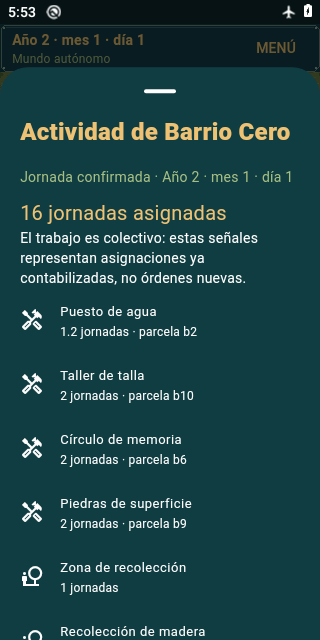 5:53
Año 2 · mes 1 · día 1
Mundo autónomo
MENÚ
Actividad de Barrio Cero
Jornada confirmada · Año 2 · mes 1 · día 1
16 jornadas asignadas
El trabajo es colectivo: estas señales
representan asignaciones ya
contabilizadas, no órdenes nuevas.
Puesto de agua
1.2 jornadas · parcela b2
Taller de talla
2 jornadas · parcela b10
Círculo de memoria
2 jornadas · parcela b6
Piedras de superficie
2 jornadas · parcela b9
Zona de recolección
1 jornadas
Recolección de madera